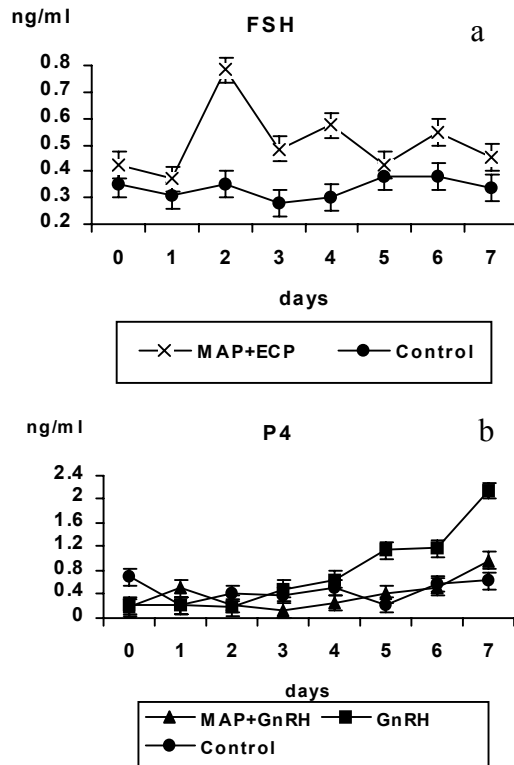 ng/ml
FSH a
0.8
0.7
0.6
0.5
0.4
0.3
0.2
0 1 2 3 4 5 6 7
days
MAP+ECP Control
ng/ml
P4 b
2.4
2
1.6
1.2
0.8
0.4
0
0 1 2 3 4 5 6 7
days
MAP+GnRH GnRH
Control